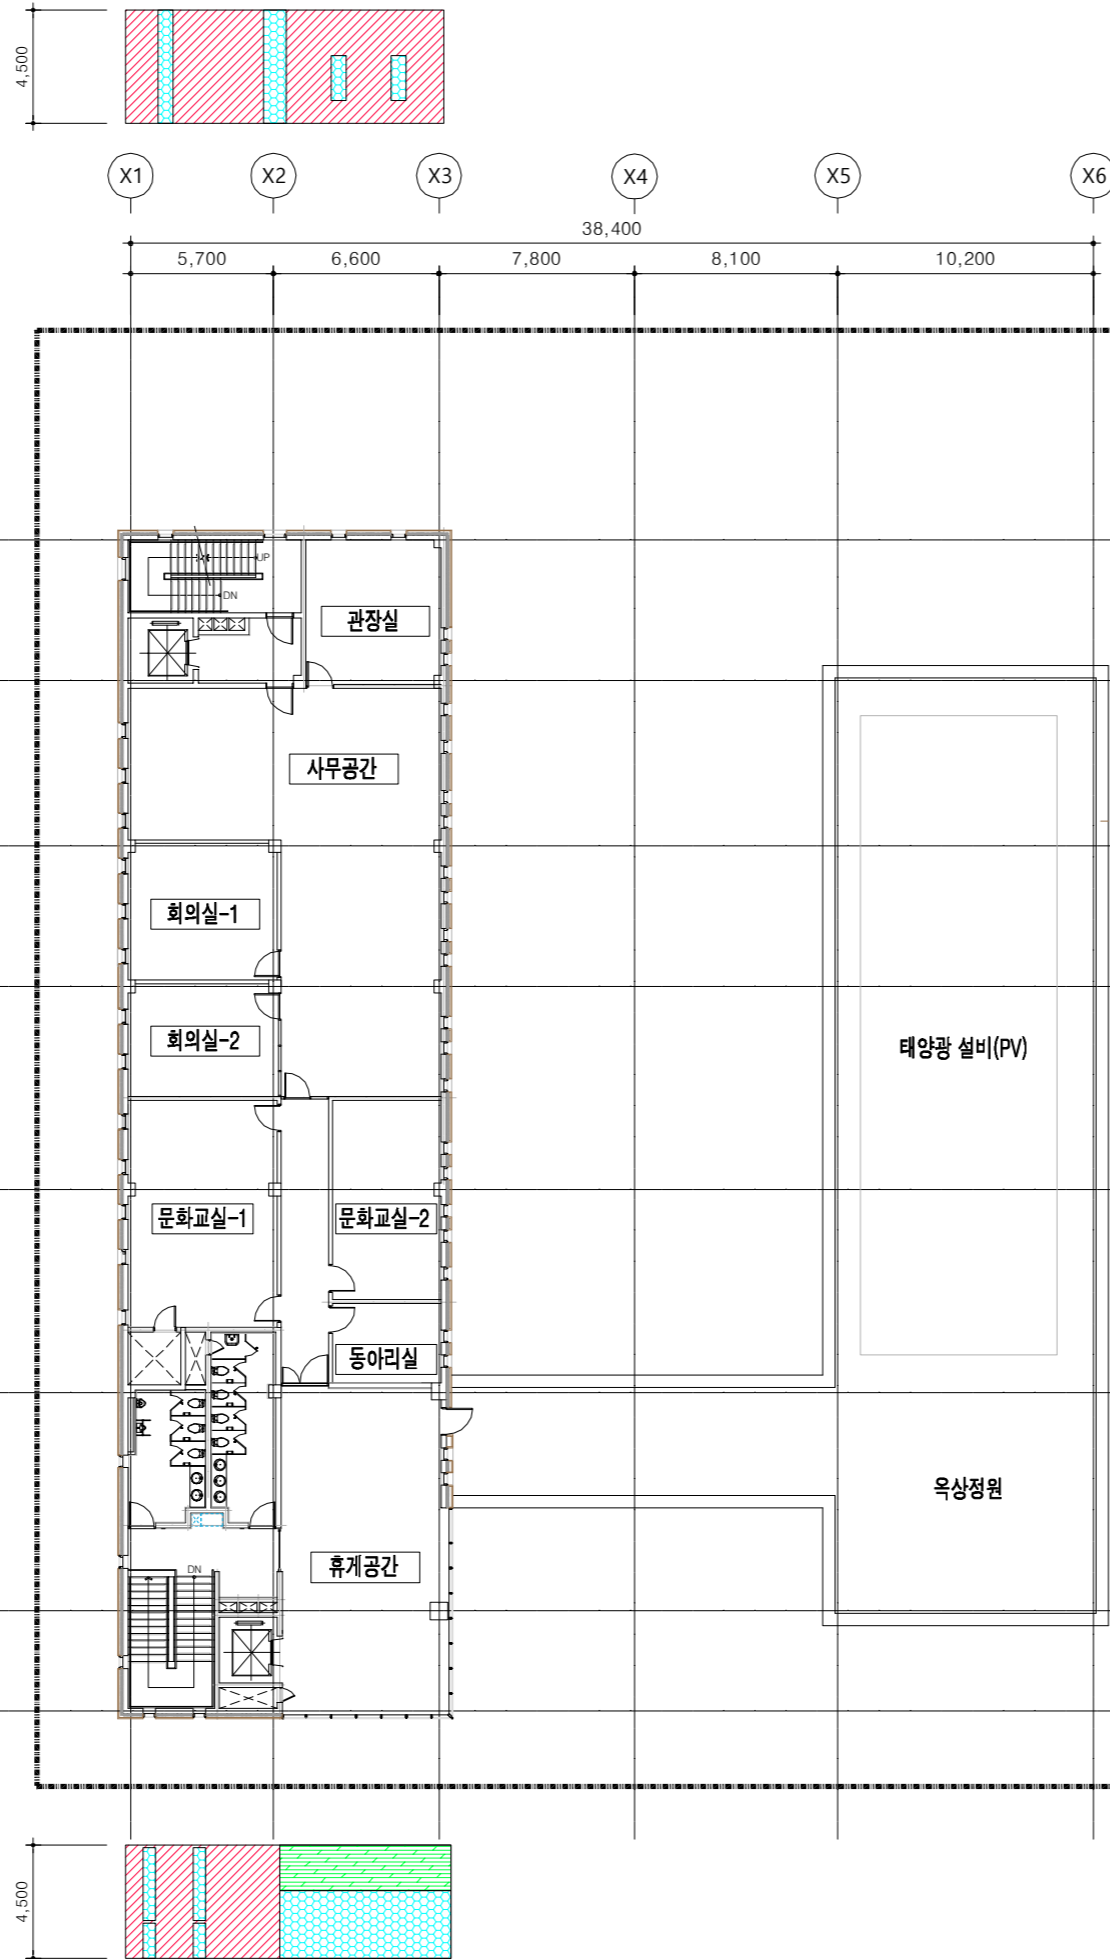 4,500
X1 X2 X3 X4 X5 X6
38,400
5,700 6,600 7,800 8,100 10,200
UP
DN
관장실
사무공간
회의실-1
회의실-2
태양광 설비(PV)
문화교실-1 문화교실-2
동아리실
옥상정원
휴게공간
DN
4,500